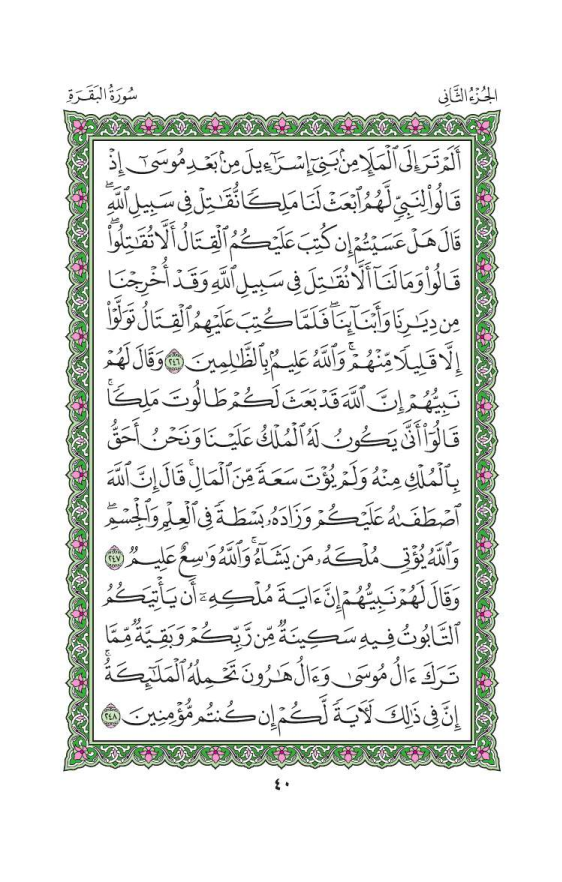 الجُزْءُ الثَّانِي
سُورَةُ البَقَرَةِ
أَلَمْ تَرَ إِلَى ٱلْمَلَإِ مِنۢ بَنِىٓ إِسْرَٰٓءِيلَ مِنۢ بَعْدِ مُوسَىٰٓ إِذْ
قَالُوا۟ لِنَبِىٍّ لَّهُمُ ٱبْعَثْ لَنَا مَلِكًا نُّقَٰتِلْ فِى سَبِيلِ ٱللَّهِ ۖ
قَالَ هَلْ عَسَيْتُمْ إِن كُتِبَ عَلَيْكُمُ ٱلْقِتَالُ أَلَّا تُقَٰتِلُوا۟ ۖ
قَالُوا۟ وَمَا لَنَآ أَلَّا نُقَٰتِلَ فِى سَبِيلِ ٱللَّهِ وَقَدْ أُخْرِجْنَا
مِن دِيَٰرِنَا وَأَبْنَآئِنَا ۖ فَلَمَّا كُتِبَ عَلَيْهِمُ ٱلْقِتَالُ تَوَلَّوْا۟
إِلَّا قَلِيلًا مِّنْهُمْ ۗ وَٱللَّهُ عَلِيمٌۢ بِٱلظَّٰلِمِينَ ٢٤٦ وَقَالَ لَهُمْ
نَبِيُّهُمْ إِنَّ ٱللَّهَ قَدْ بَعَثَ لَكُمْ طَالُوتَ مَلِكًا ۚ
قَالُوٓا۟ أَنَّىٰ يَكُونُ لَهُ ٱلْمُلْكُ عَلَيْنَا وَنَحْنُ أَحَقُّ
بِٱلْمُلْكِ مِنْهُ وَلَمْ يُؤْتَ سَعَةً مِّنَ ٱلْمَالِ ۚ قَالَ إِنَّ ٱللَّهَ
ٱصْطَفَىٰهُ عَلَيْكُمْ وَزَادَهُۥ بَسْطَةً فِى ٱلْعِلْمِ وَٱلْجِسْمِ ۖ
وَٱللَّهُ يُؤْتِى مُلْكَهُۥ مَن يَشَآءُ ۚ وَٱللَّهُ وَٰسِعٌ عَلِيمٌ ٢٤٧
وَقَالَ لَهُمْ نَبِيُّهُمْ إِنَّ ءَايَةَ مُلْكِهِۦٓ أَن يَأْتِيَكُمُ
ٱلتَّابُوتُ فِيهِ سَكِينَةٌ مِّن رَّبِّكُمْ وَبَقِيَّةٌ مِّمَّا
تَرَكَ ءَالُ مُوسَىٰ وَءَالُ هَٰرُونَ تَحْمِلُهُ ٱلْمَلَٰٓئِكَةُ ۚ
إِنَّ فِى ذَٰلِكَ لَءَايَةً لَّكُمْ إِن كُنتُم مُّؤْمِنِينَ ٢٤٨
٤٠